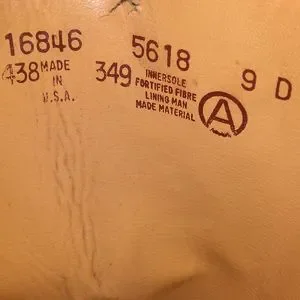 16846 5618 9 D
438 MADE IN U.S.A. 349
INNERSOLE
FORTIFIED FIBRE
LINING MAN
MADE MATERIAL
A